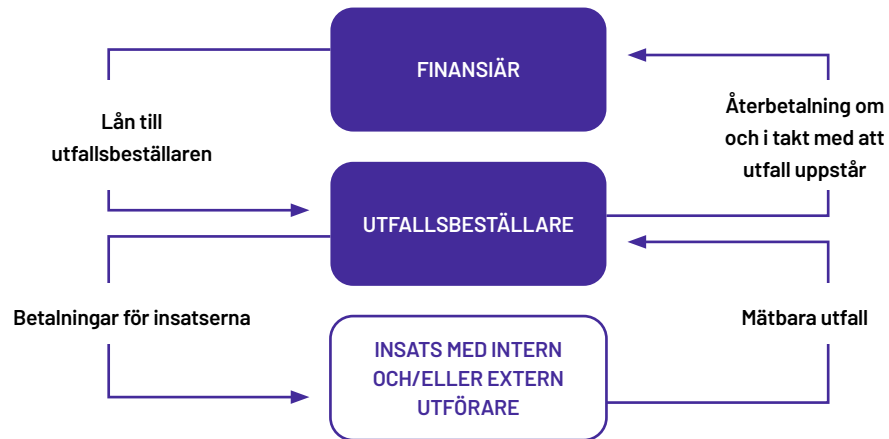 FINANSIÄR
Lån till
utfallsbeställaren
Återbetalning om
och i takt med att
utfall uppstår
UTFALLSBESTÄLLARE
Betalningar för insatserna
Mätbara utfall
INSATS MED INTERN
OCH/ELLER EXTERN
UTFÖRARE